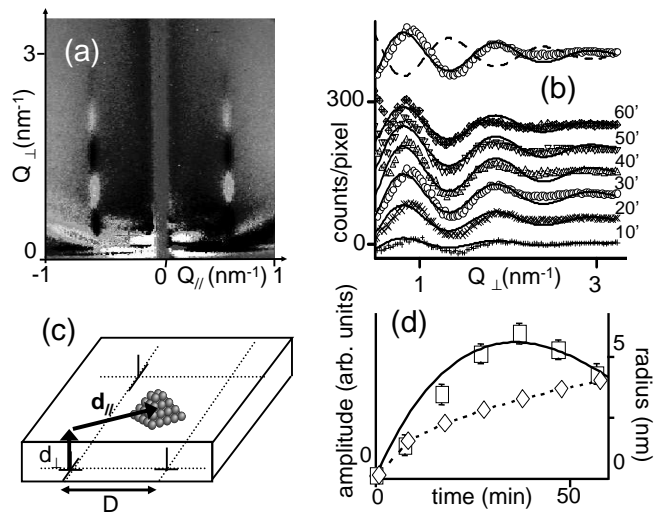 (a)
3
Q⊥(nm-1)
0
-1
0
Q//(nm-1)
1
(b)
300
0
counts/pixel
60'
50'
40'
30'
20'
10'
1
Q⊥(nm-1)
3
(c)
d//
d⊥
D
(d)
amplitude (arb. units)
0
0
time (min)
50
5
0
radius (nm)